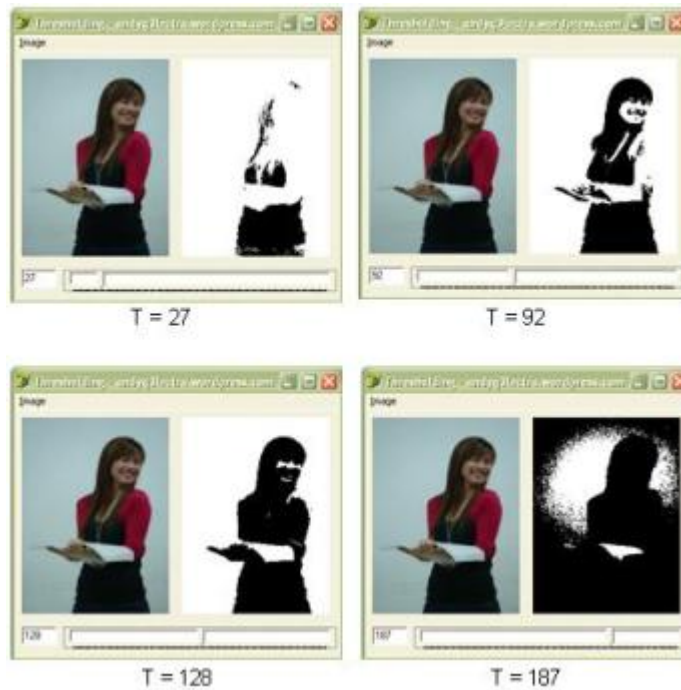 Image
Image
27
92
T = 27
T = 92
Image
Image
128
187
T = 128
T = 187